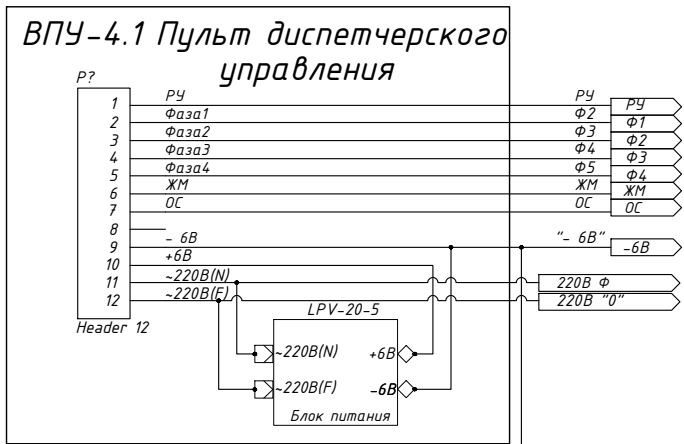 ВПУ-4.1 Пульт диспетчерского
управления
P?
1 РУ РУ РУ
2 Фаза1 Ф2 Ф1
3 Фаза2 Ф3 Ф2
4 Фаза3 Ф4 Ф3
5 Фаза4 Ф5 Ф4
6 ЖМ ЖМ ЖМ
7 ОС ОС ОС
8
9 - 6В "- 6В" -6В
10 +6В
11 ~220В(N) 220В Ф
12 ~220В(F) 220В "0"
Header 12
LPV-20-5
~220В(N) +6В
~220В(F) -6В
Блок питания